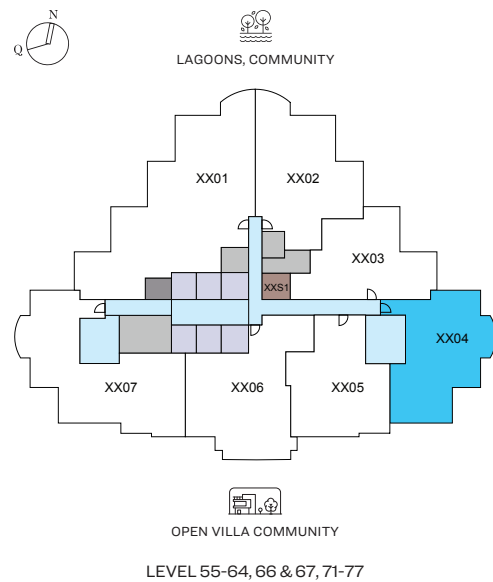 N
Q
LAGOONS, COMMUNITY
XX01
XX02
XX03
XXS1
XX04
XX07
XX06
XX05
OPEN VILLA COMMUNITY
LEVEL 55-64, 66 & 67, 71-77